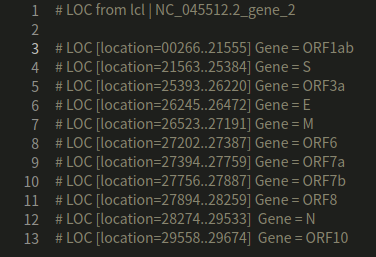 1 # LOC from lcl | NC_045512.2_gene_2
2
3 # LOC [location=00266..21555] Gene = ORF1ab
4 # LOC [location=21563..25384] Gene = S
5 # LOC [location=25393..26220] Gene = ORF3a
6 # LOC [location=26245..26472] Gene = E
7 # LOC [location=26523..27191] Gene = M
8 # LOC [location=27202..27387] Gene = ORF6
9 # LOC [location=27394..27759] Gene = ORF7a
10 # LOC [location=27756..27887] Gene = ORF7b
11 # LOC [location=27894..28259] Gene = ORF8
12 # LOC [location=28274..29533]  Gene = N
13 # LOC [location=29558..29674]  Gene = ORF10